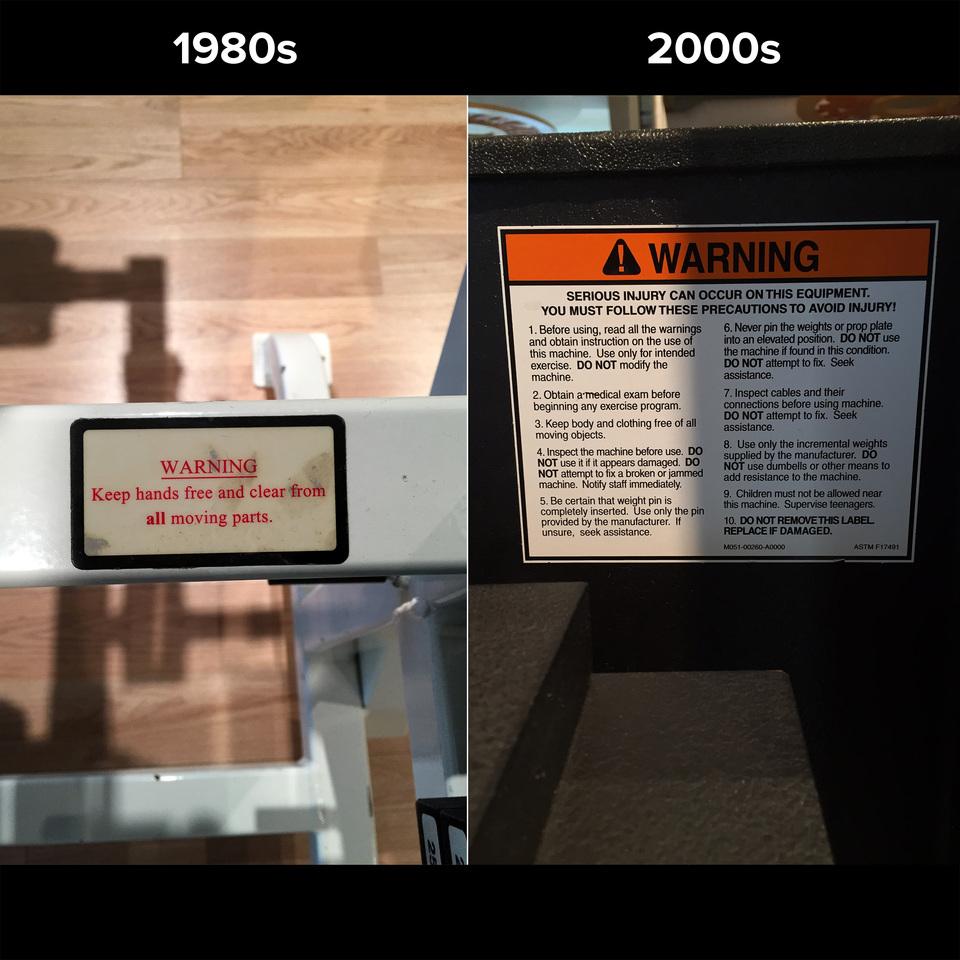 1980s
2000s
WARNING
Keep hands free and clear from
all moving parts.
WARNING
SERIOUS INJURY CAN OCCUR ON THIS EQUIPMENT.
YOU MUST FOLLOW THESE PRECAUTIONS TO AVOID INJURY!
1. Before using, read all the warnings
and obtain instruction on the use of
this machine. Use only for intended
exercise. DO NOT modify the
machine.
2. Obtain a medical exam before
beginning any exercise program.
3. Keep body and clothing free of all
moving objects.
4. Inspect the machine before use. DO
NOT use it if it appears damaged. DO
NOT attempt to fix a broken or jammed
machine. Notify staff immediately.
5. Be certain that weight pin is
completely inserted. Use only the pin
provided by the manufacturer. If
unsure, seek assistance.
6. Never pin the weights or prop plate
into an elevated position. DO NOT use
the machine if found in this condition.
DO NOT attempt to fix. Seek
assistance.
7. Inspect cables and their
connections before using machine.
DO NOT attempt to fix. Seek
assistance.
8. Use only the incremental weights
supplied by the manufacturer. DO
NOT use dumbells or other means to
add resistance to the machine.
9. Children must not be allowed near
this machine. Supervise teenagers.
10. DO NOT REMOVE THIS LABEL.
REPLACE IF DAMAGED.
M051-00260-A0000 ASTM F17491